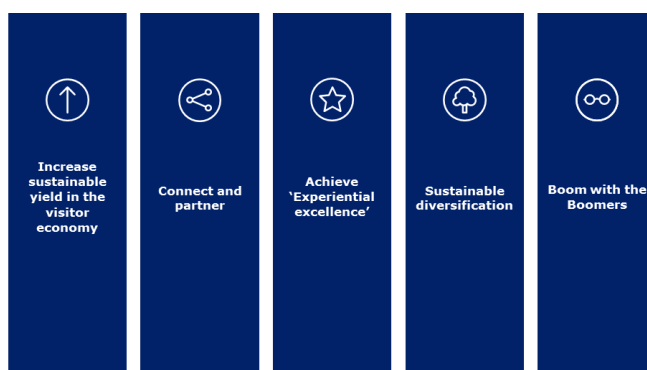 Increase
sustainable
yield in the
visitor
economy
Connect and
partner
Achieve
‘Experiential
excellence’
Sustainable
diversification
Boom with the
Boomers